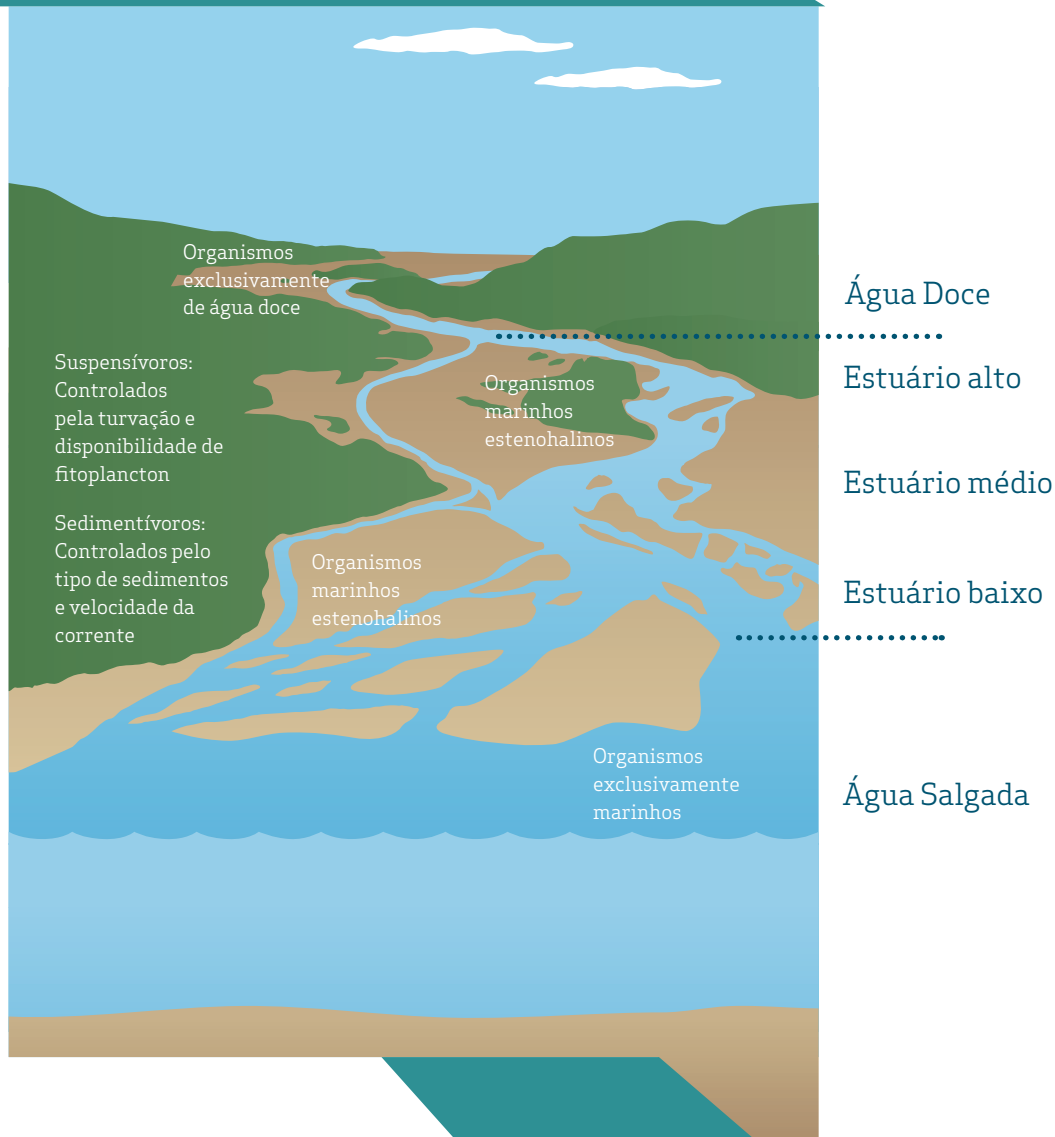 Organismos
exclusivamente
de água doce
Água Doce
Suspensívoros:
Controlados
pela turvação e
disponibilidade de
fitoplancton
Organismos
marinhos
estenohalinos
Estuário alto
Estuário médio
Sedimentívoros:
Controlados pelo
tipo de sedimentos
e velocidade da
corrente
Organismos
marinhos
estenohalinos
Estuário baixo
Organismos
exclusivamente
marinhos
Água Salgada